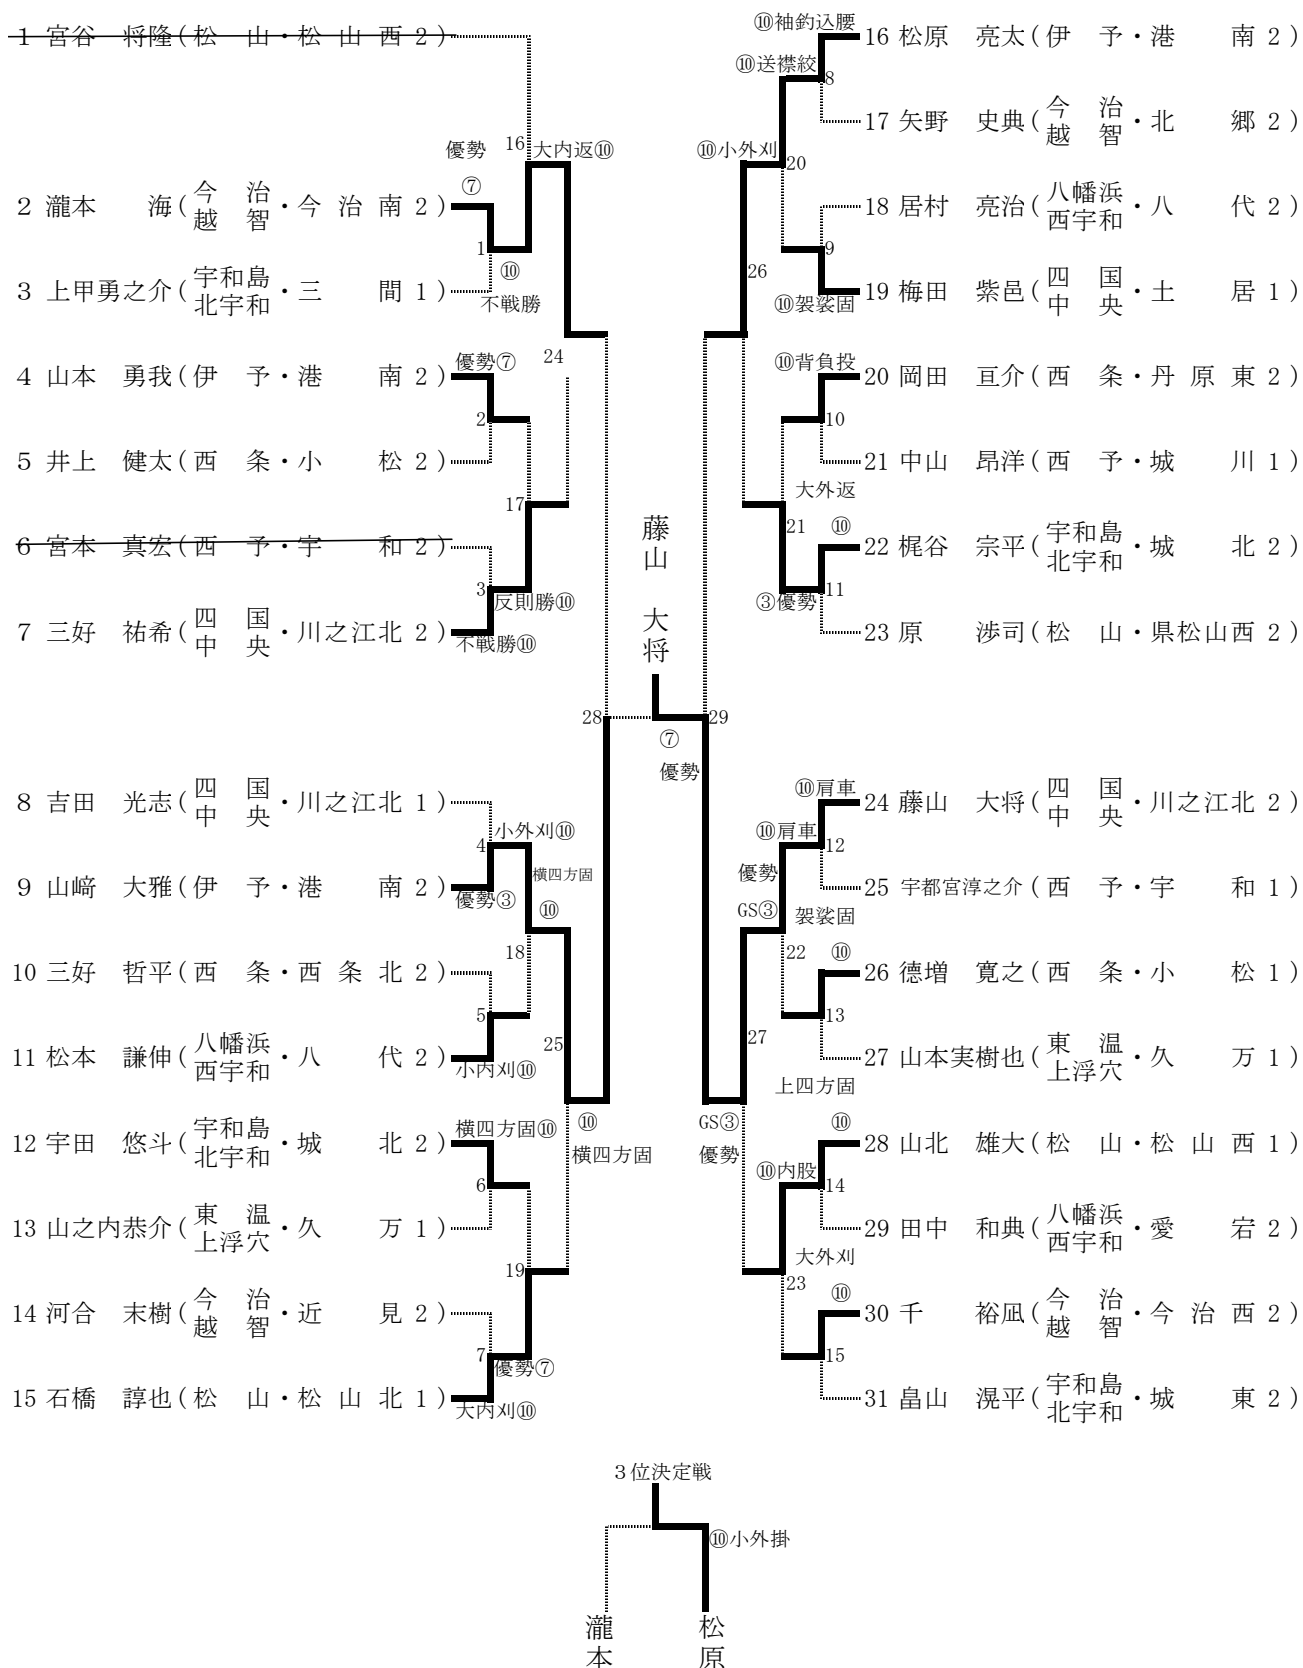 1 宮谷 将隆(松 山・松 山 西 2)
優勢
16
大内返⑩
⑦
2 瀧本 海(今 治 越 智・今 治 南 2)
1
⑩
3 上甲勇之介(宇和島 北宇和・三 間 1)
不戦勝
24
4 山本 勇我(伊 予・港 南 2)
優勢⑦
2
5 井上 健太(西 条・小 松 2)
17
6 宮本 真宏(西 予・宇 和 2)
3
反則勝⑩
7 三好 祐希(四 国 中 央・川之江北 2)
不戦勝⑩
28
8 吉田 光志(四 国 中 央・川之江北 1)
小外刈⑩
4
横四方固
9 山﨑 大雅(伊 予・港 南 2)
優勢③
⑩
18
10 三好 哲平(西 条・西 条 北 2)
5
25
11 松本 謙伸(八幡浜 西宇和・八 代 2)
小内刈⑩
⑩
横四方固
12 宇田 悠斗(宇和島 北宇和・城 北 2)
横四方固⑩
6
13 山之内恭介(東 温 上浮穴・久 万 1)
19
14 河合 末樹(今 治 越 智・近 見 2)
7
優勢⑦
15 石橋 諄也(松 山・松 山 北 1)
大内刈⑩
藤山 大将
⑦
優勢
29
⑩袖釣込腰
16 松原 亮太(伊 予・港 南 2)
⑩送襟絞
8
17 矢野 史典(今 治 越 智・北 郷 2)
⑩小外刈
20
18 居村 亮治(八幡浜 西宇和・八 代 2)
9
26
19 梅田 紫邑(四 国 中 央・土 居 1)
⑩袈裟固
⑩背負投
20 岡田 亘介(西 条・丹 原 東 2)
10
21 中山 昂洋(西 予・城 川 1)
大外返
21
⑩
22 梶谷 宗平(宇和島 北宇和・城 北 2)
11
③優勢
23 原 渉司(松 山・県松山西 2)
⑩肩車
24 藤山 大将(四 国 中 央・川之江北 2)
⑩肩車
12
優勢
25 宇都宮淳之介(西 予・宇 和 1)
GS③
袈裟固
22
⑩
26 徳増 寛之(西 条・小 松 1)
13
27
27 山本実樹也(東 温 上浮穴・久 万 1)
上四方固
GS③
優勢
⑩
28 山北 雄大(松 山・松 山 西 1)
⑩内股
14
29 田中 和典(八幡浜 西宇和・愛 宕 2)
大外刈
23
⑩
30 千 裕凪(今 治 越 智・今 治 西 2)
15
31 畠山 滉平(宇和島 北宇和・城 東 2)
3位決定戦
⑩小外掛
瀧本
松原